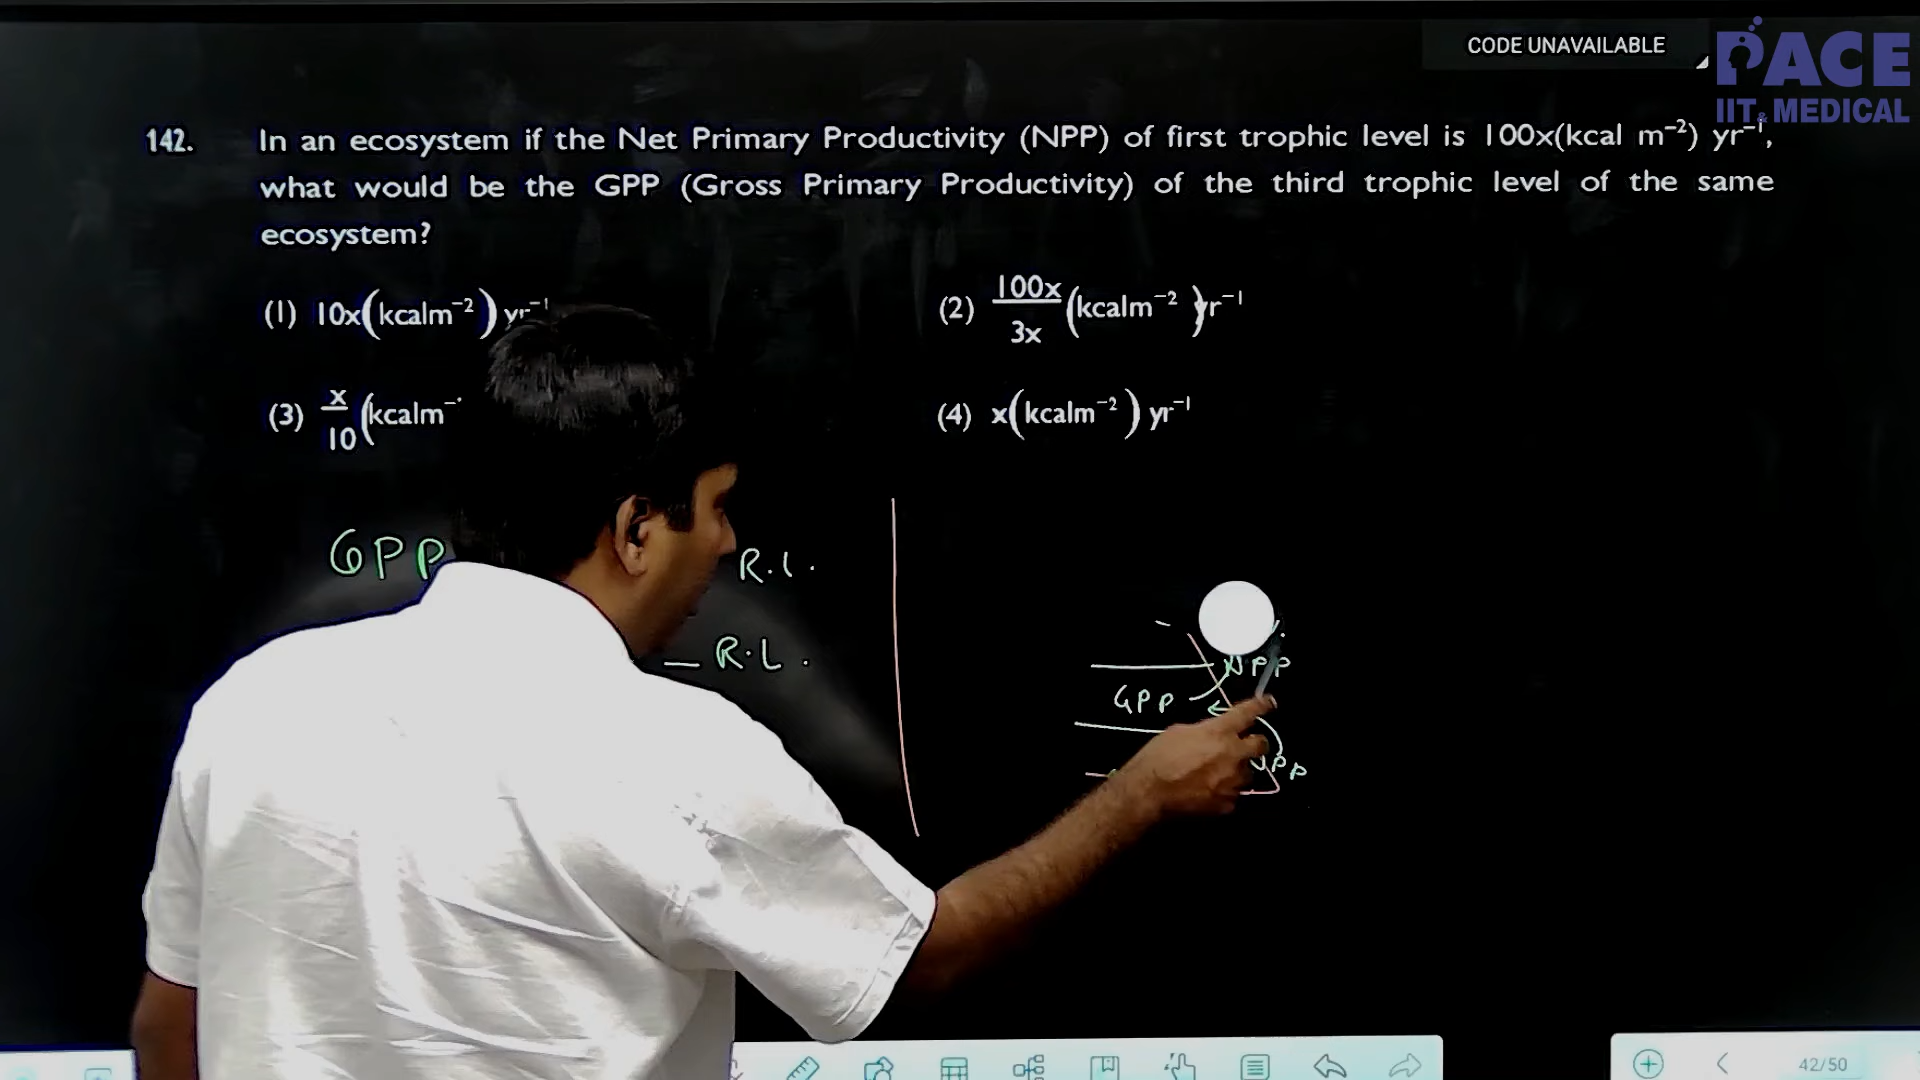 CODE UNAVAILABLE
PACE
IIT & MEDICAL
142. In an ecosystem if the Net Primary Productivity (NPP) of first trophic level is 100x(kcal m⁻²) yr⁻¹,
what would be the GPP (Gross Primary Productivity) of the third trophic level of the same
ecosystem?
(1) 10x(kcalm⁻²) yr⁻¹
(2) 100x/3x (kcalm⁻²) yr⁻¹
(3) x/10 (kcalm⁻
(4) x(kcalm⁻²) yr⁻¹
GPP
R.L.
– R.L.
NPP
GPP
NPP
42/50